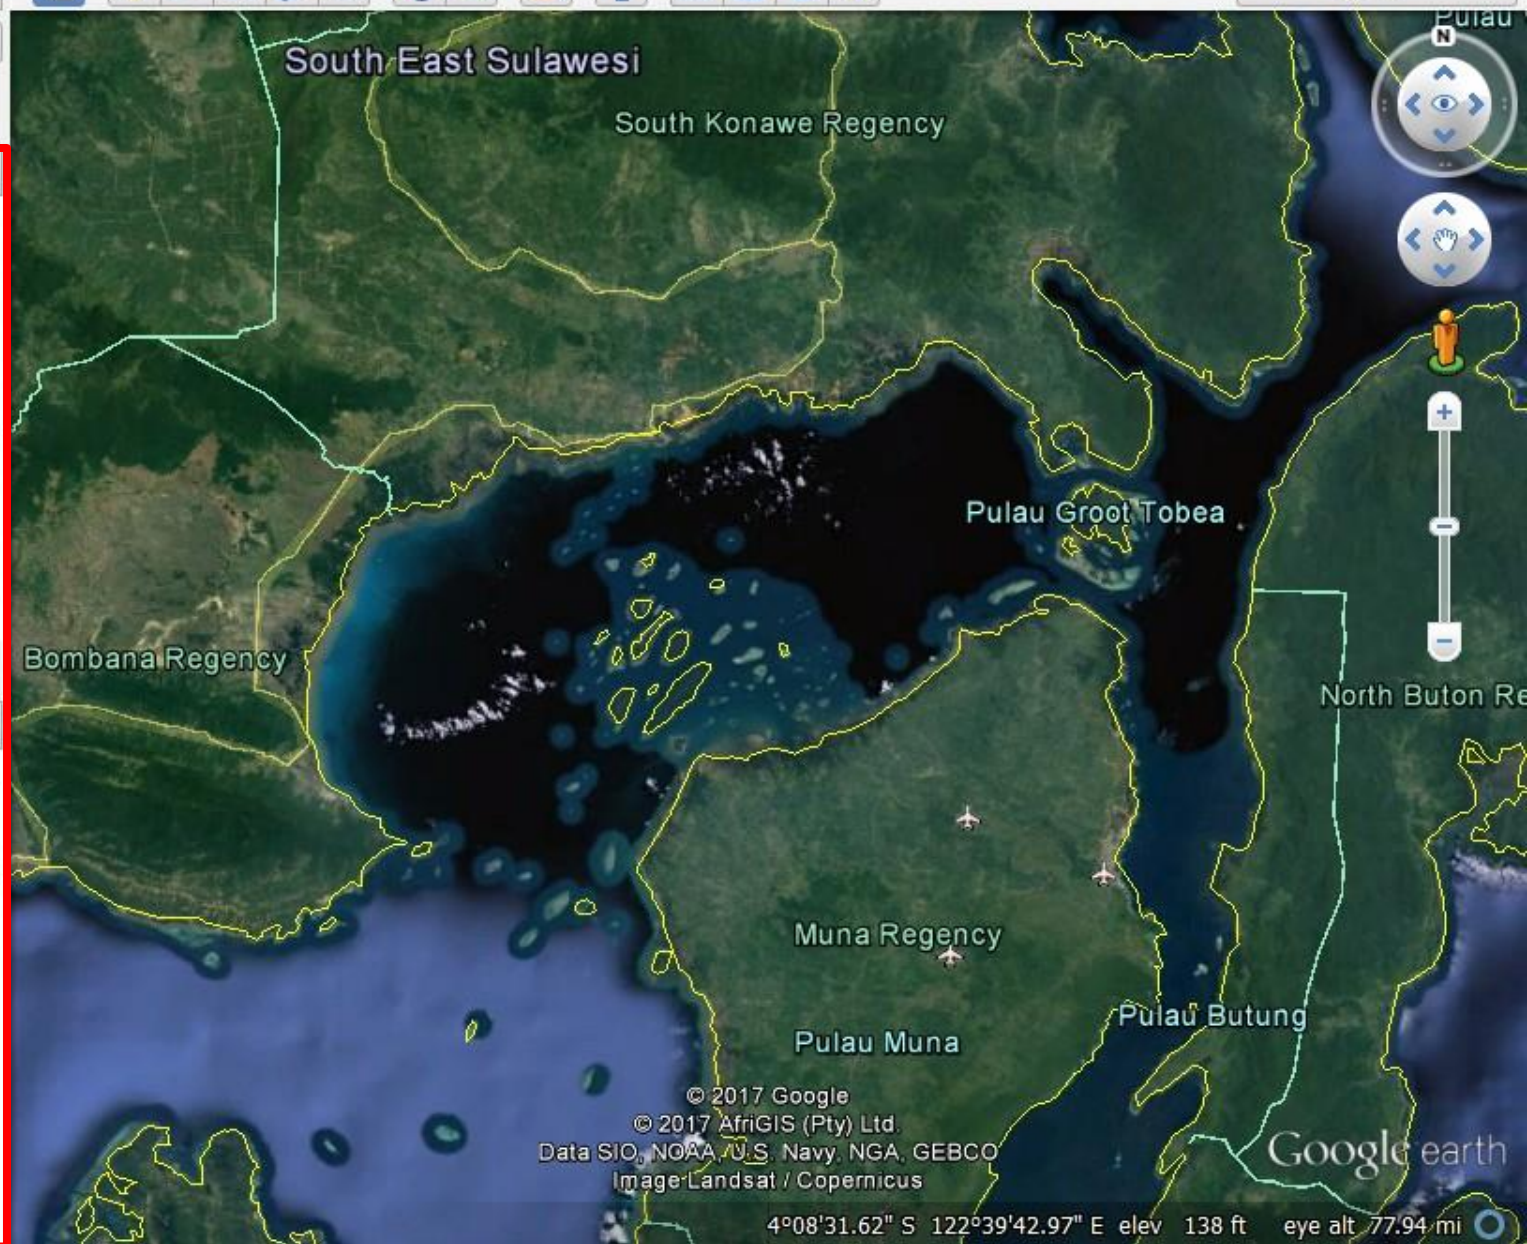 Pulau
N
South East Sulawesi
South Konawe Regency
Pulau Groot Tobea
Bombana Regency
North Buton Re
Muna Regency
Pulau Butung
Pulau Muna
© 2017 Google
© 2017 AfriGIS (Pty) Ltd.
Data SIO, NOAA, U.S. Navy, NGA, GEBCO
Image Landsat / Copernicus
Google earth
4°08'31.62" S 122°39'42.97" E elev 138 ft eye alt 77.94 mi